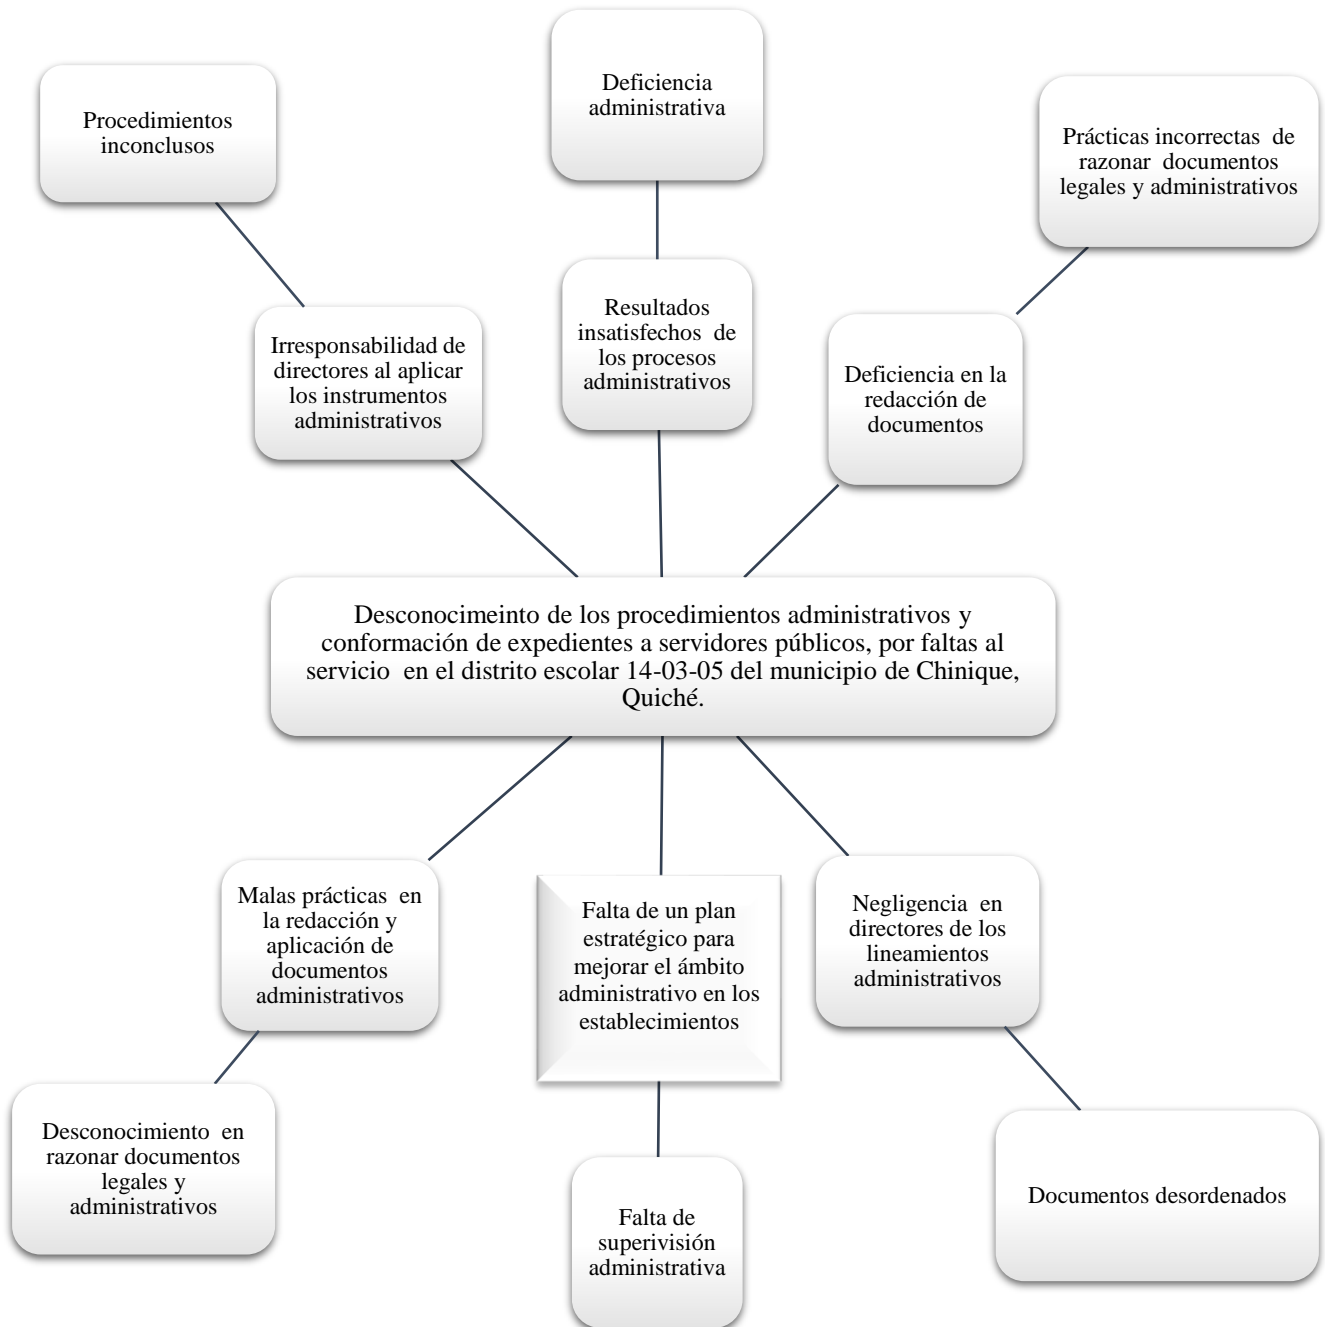 Deficiencia
administrativa
Procedimientos
inconclusos
Prácticas incorrectas de
razonar documentos
legales y administrativos
Resultados
insatisfechos de
los procesos
administrativos
Irresponsabilidad de
directores al aplicar
los instrumentos
administrativos
Deficiencia en la
redacción de
documentos
Desconocimeinto de los procedimientos administrativos y
conformación de expedientes a servidores públicos, por faltas al
servicio en el distrito escolar 14-03-05 del municipio de Chinique,
Quiché.
Malas prácticas en
la redacción y
aplicación de
documentos
administrativos
Falta de un plan
estratégico para
mejorar el ámbito
administrativo en los
establecimientos
Negligencia en
directores de los
lineamientos
administrativos
Desconocimiento en
razonar documentos
legales y
administrativos
Falta de
superivisión
administrativa
Documentos desordenados